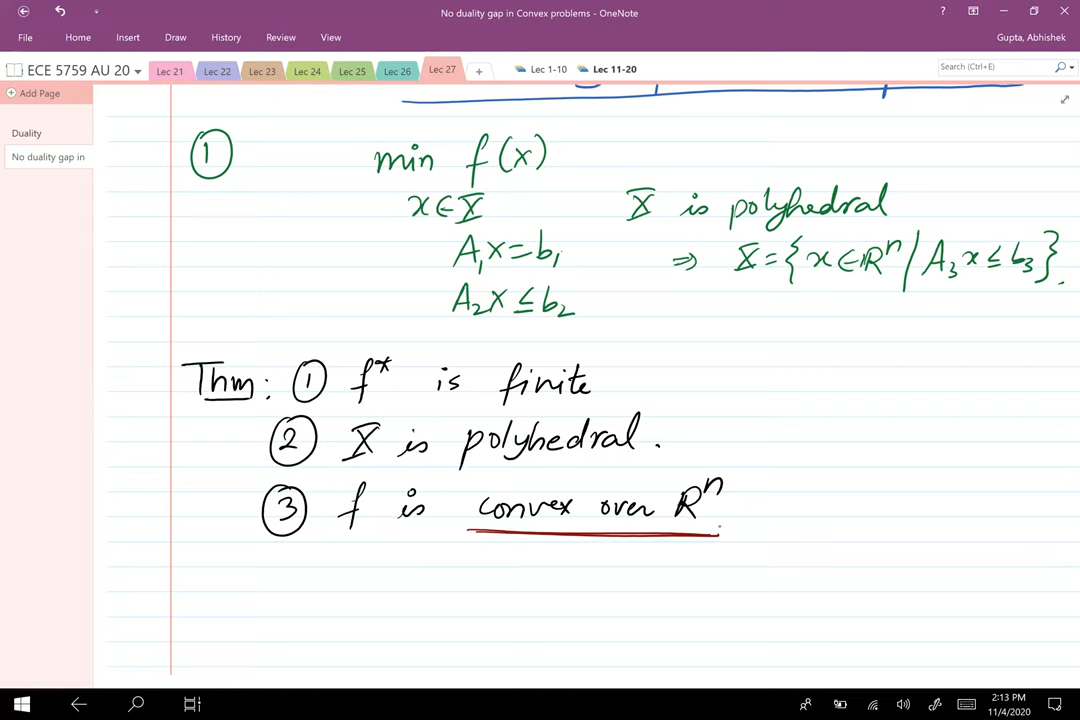 No duality gap in Convex problems - OneNote
?
File Home Insert Draw History Review View
Gupta, Abhishek
ECE 5759 AU 20
Lec 21 Lec 22 Lec 23 Lec 24 Lec 25 Lec 26 Lec 27 + Lec 1-10 Lec 11-20
Search (Ctrl+E)
Add Page
Duality
No duality gap in
① min f(x)
x∈X X is polyhedral
A₁x=b₁ ⇒ X={x∈ℝⁿ/A₃x≤b₃}.
A₂x≤b₂
Thm: ① f* is finite
② X is polyhedral.
③ f is convex over Rⁿ
2:13 PM
11/4/2020